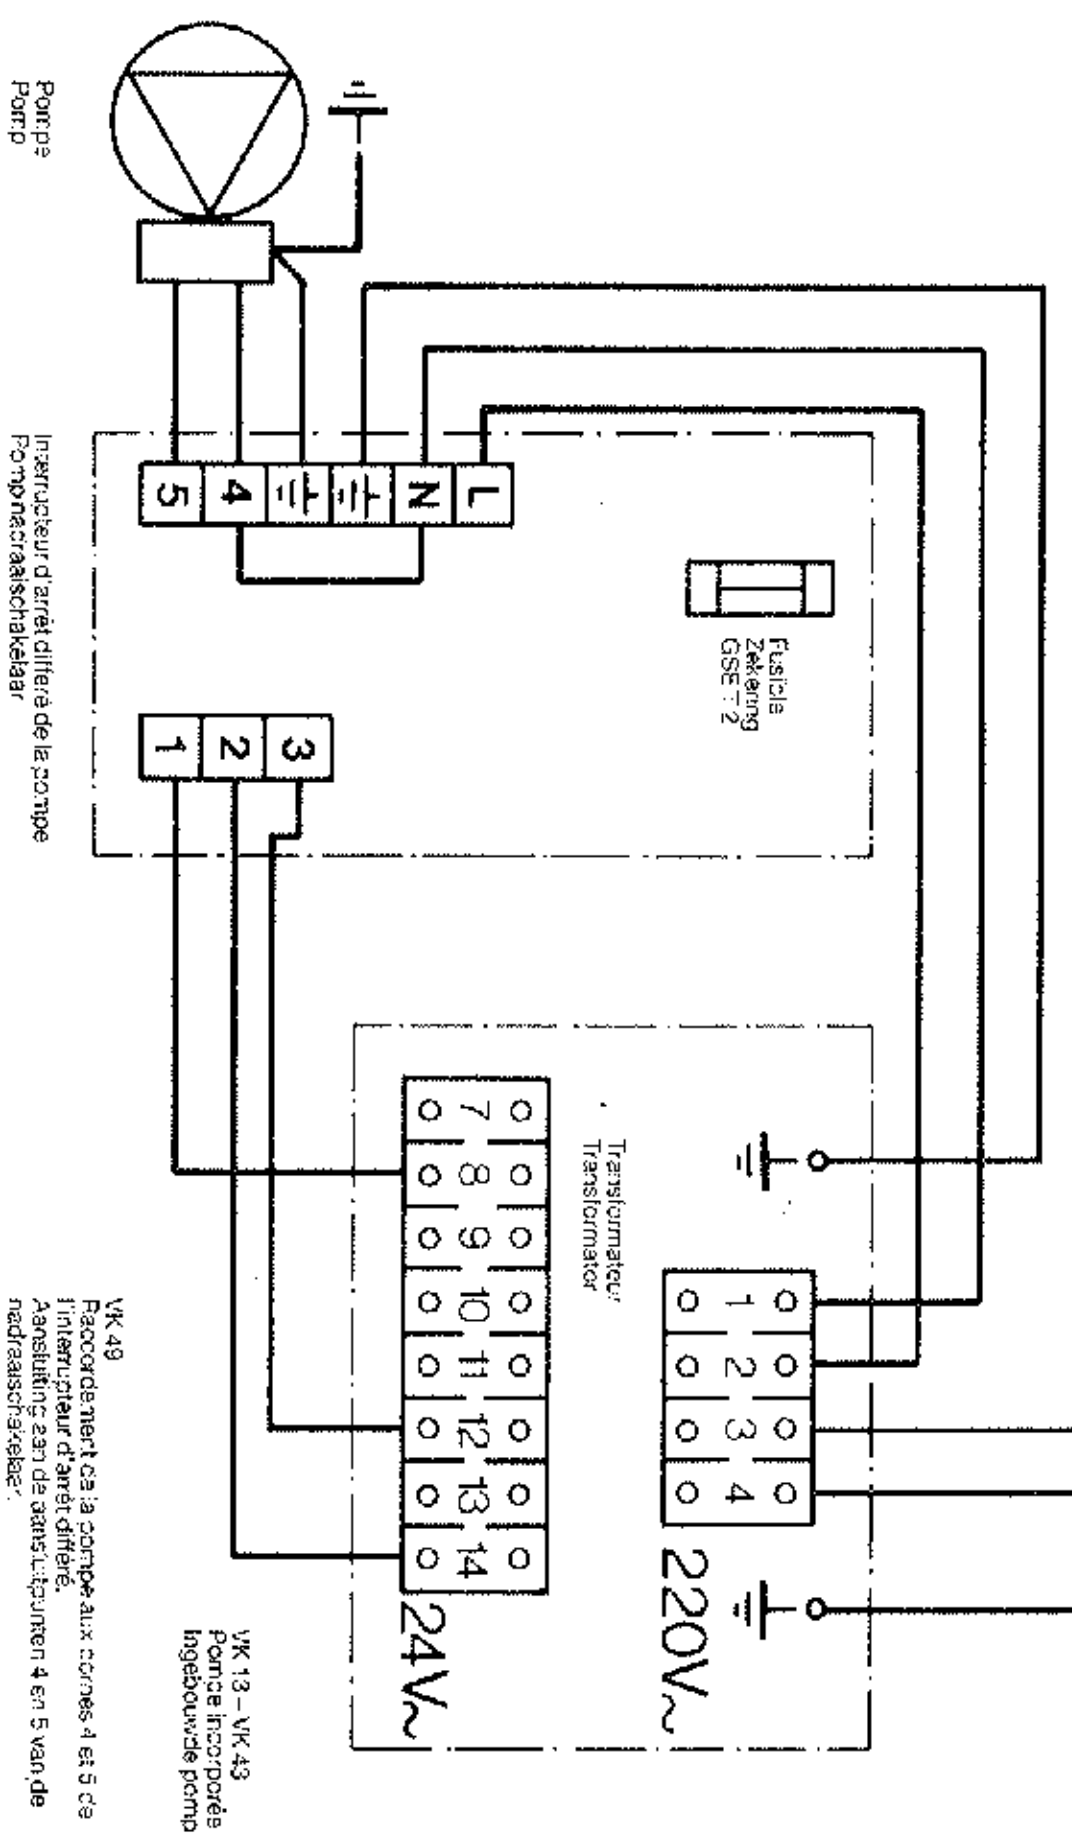 Pompe
Pomp
Interrupteur d'arrêt différé de la pompe
Pompnadraaischakelaar
5 4 N L
1 2 3
Fusible
Zekering
Transformateur
Transformator
7 8 9 10 11 12 13 14
24V~
1 2 3 4
220V~
VK 13 – VK 43
Pompe incorporée
Ingebouwde pomp
VK 49
Raccordement de la pompe aux bornes 4 et 5 de
l'interrupteur d'arrêt différé.
Aansluiting aan de aansluitpunten 4 en 5 van de
nadraaischakelaar.